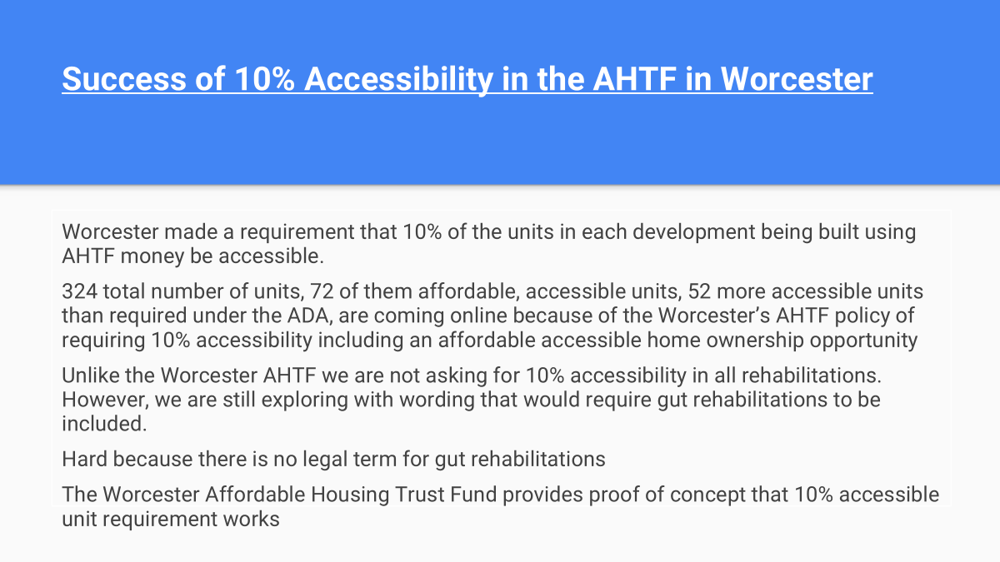 Success of 10% Accessibility in the AHTF in Worcester
Worcester made a requirement that 10% of the units in each development being built using
AHTF money be accessible.
324 total number of units, 72 of them affordable, accessible units, 52 more accessible units
than required under the ADA, are coming online because of the Worcester’s AHTF policy of
requiring 10% accessibility including an affordable accessible home ownership opportunity
Unlike the Worcester AHTF we are not asking for 10% accessibility in all rehabilitations.
However, we are still exploring with wording that would require gut rehabilitations to be
included.
Hard because there is no legal term for gut rehabilitations
The Worcester Affordable Housing Trust Fund provides proof of concept that 10% accessible
unit requirement works